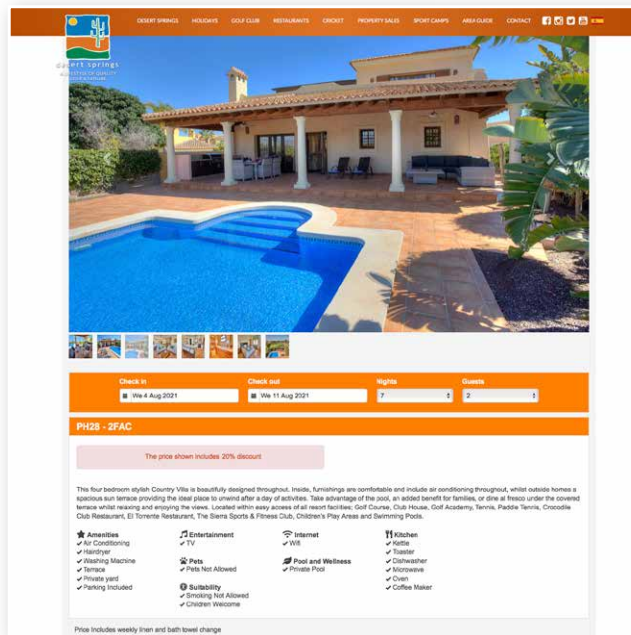 DESERT SPRINGS HOLIDAYS GOLF CLUB RESTAURANTS CRICKET PROPERTY SALES SPORT CAMPS AREA GUIDE CONTACT
desert springs
Check in Check out Nights Guests
We 4 Aug 2021 We 11 Aug 2021 7 2
PH28 - 2FAC
The price shown includes 20% discount
This four bedroom stylish Country Villa is beautifully designed throughout. Inside, furnishings are comfortable and include air conditioning throughout, whilst outside homes a
spacious sun terrace providing the ideal place to unwind after a day of activities. Take advantage of the pool, an added benefit for families, or dine al fresco under the covered
terrace whilst relaxing and enjoying the views. Located within easy access of all resort facilities; Golf Course, Club House, Golf Academy, Tennis, Paddle Tennis, Crocodile
Club Restaurant, El Torrente Restaurant, The Sierra Sports & Fitness Club, Children's Play Areas and Swimming Pools.
Amenities
Air Conditioning
Hairdryer
Washing Machine
Terrace
Private yard
Parking Included
Entertainment
TV
Pets
Pets Not Allowed
Suitability
Smoking Not Allowed
Children Welcome
Internet
Wifi
Pool and Wellness
Private Pool
Kitchen
Kettle
Toaster
Dishwasher
Microwave
Oven
Coffee Maker
Price Includes weekly linen and bath towel change